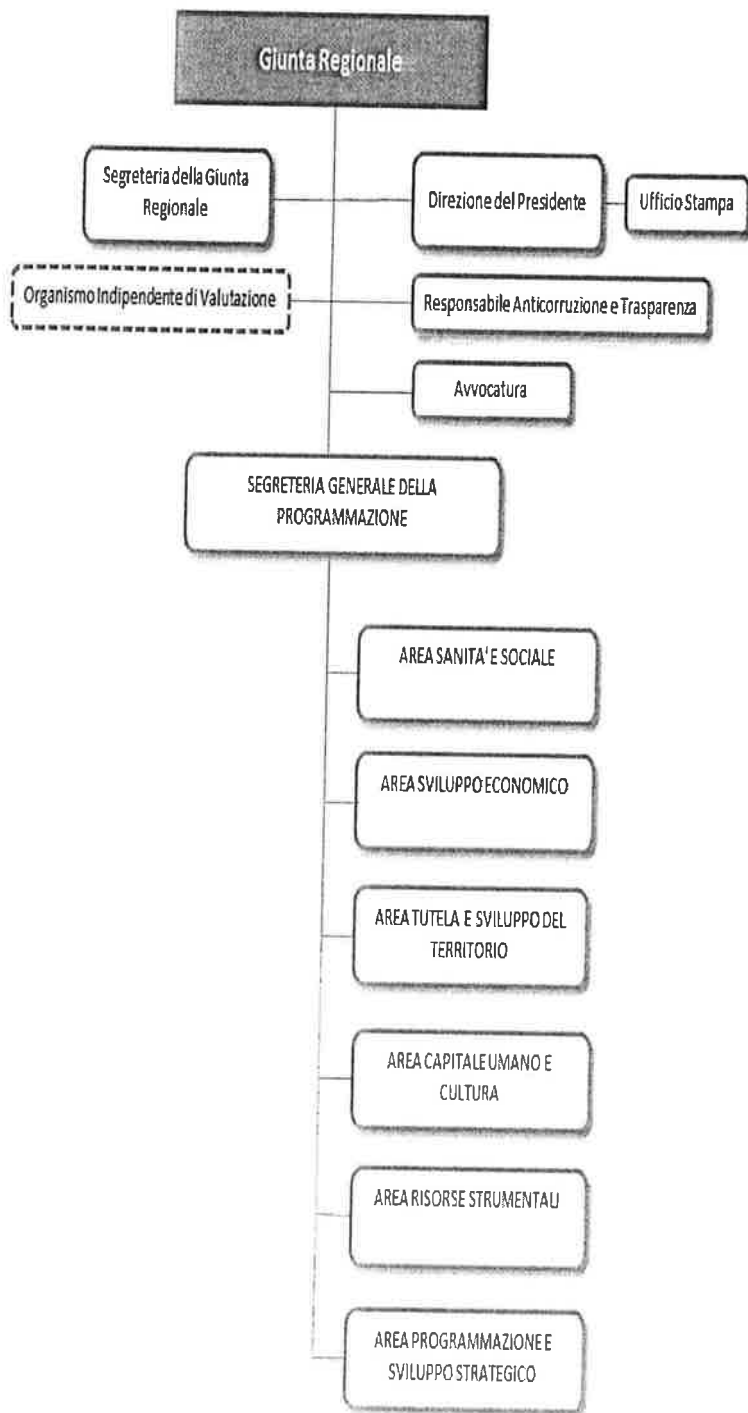 Giunta Regionale
Segreteria della Giunta
Regionale
Direzione del Presidente
Ufficio Stampa
Organismo Indipendente di Valutazione
Responsabile Anticorruzione e Trasparenza
Avvocatura
SEGRETERIA GENERALE DELLA
PROGRAMMAZIONE
AREA SANITA' E SOCIALE
AREA SVILUPPO ECONOMICO
AREA TUTELA E SVILUPPO DEL
TERRITORIO
AREA CAPITALE UMANO E
CULTURA
AREA RISORSE STRUMENTALI
AREA PROGRAMMAZIONE E
SVILUPPO STRATEGICO